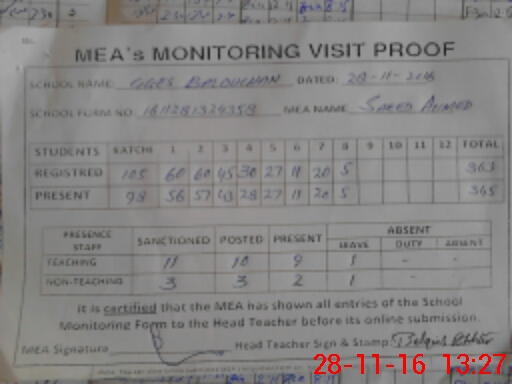 MEA's MONITORING VISIT PROOF
SCHOOL NAME: GGES BALOUCHAN DATED: 28-11-2016
SCHOOL FORM NO: 1611281324358 MEA NAME: SAEED AHMED
STUDENTS KATCHI 1 2 3 4 5 6 7 8 9 10 11 12 TOTAL
REGISTRED 105 60 60 45 30 27 11 20 5 363
PRESENT 98 56 57 43 28 27 11 20 5 345
PRESENCE STAFF SANCTIONED POSTED PRESENT ABSENT
LEAVE DUTY ABSENT
TEACHING 11 10 9 1 - -
NON-TEACHING 3 3 2 1 - -
It is certified that the MEA has shown all entries of the School
Monitoring Form to the Head Teacher before its online submission.
MEA Signature Head Teacher Sign & Stamp
28-11-16 13:27